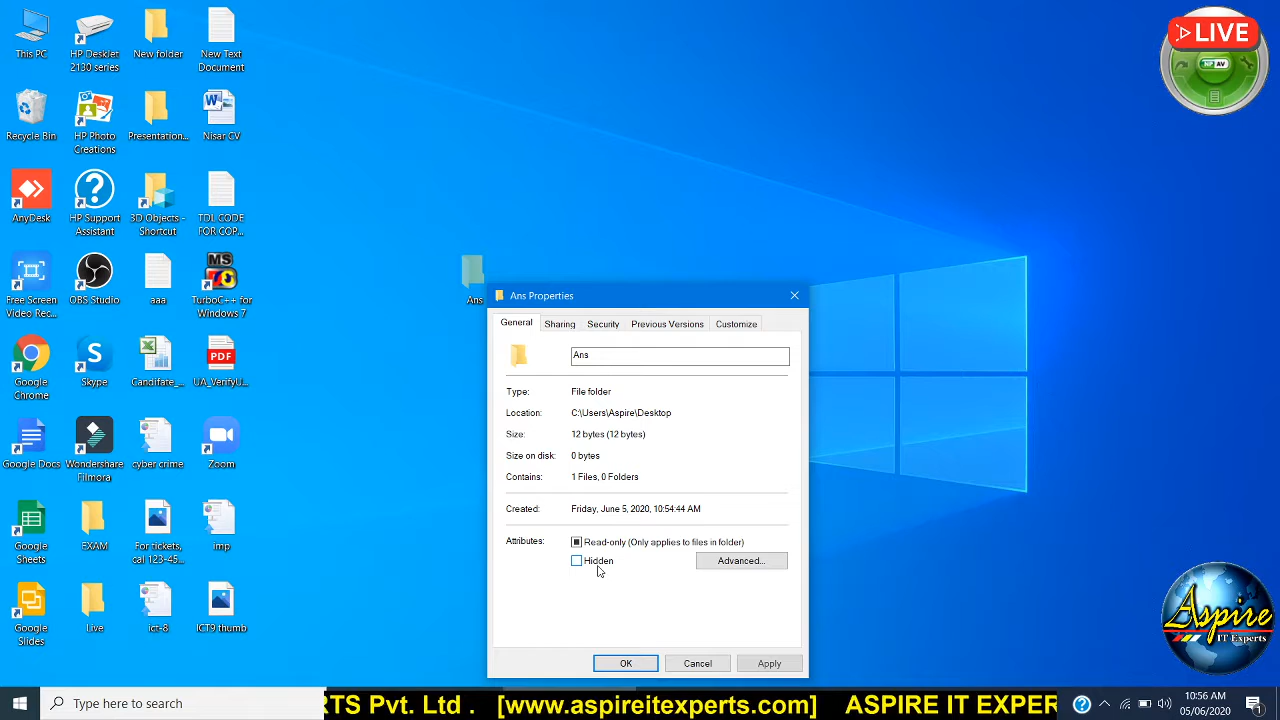 This PC
HP Deskjet
2130 series
New folder
New Text
Document
LIVE
HP AV
Recycle Bin
HP Photo
Creations
Presentation...
Nisar CV
AnyDesk
HP Support
Assistant
3D Objects -
Shortcut
TDL CODE
FOR COP...
Free Screen
Video Rec...
OBS Studio
aaa
MS
TurboC++ for
Windows 7
Ans
Google
Chrome
Skype
Candifate_...
PDF
UA_VerifyU...
Google Docs
Wondershare
Filmora
cyber crime
Zoom
Google
Sheets
EXAM
For tickets,
cal 123-45...
imp
Google
Slides
Live
ict-8
ICT9 thumb
Ans Properties
General
Sharing
Security
Previous Versions
Customize
Ans
Type:
File folder
Location:
C:\Users\Aspire\Desktop
Size:
12 bytes (12 bytes)
Size on disk:
0 bytes
Contains:
1 Files, 0 Folders
Created:
Friday, June 5, 2020, 10:54:44 AM
Attributes:
Read-only (Only applies to files in folder)
Hidden
Advanced...
OK
Cancel
Apply
Aspire
IT Experts
Type here to search
RTS Pvt. Ltd . [www.aspireitexperts.com] ASPIRE IT EXPER
10:56 AM
05/06/2020
1